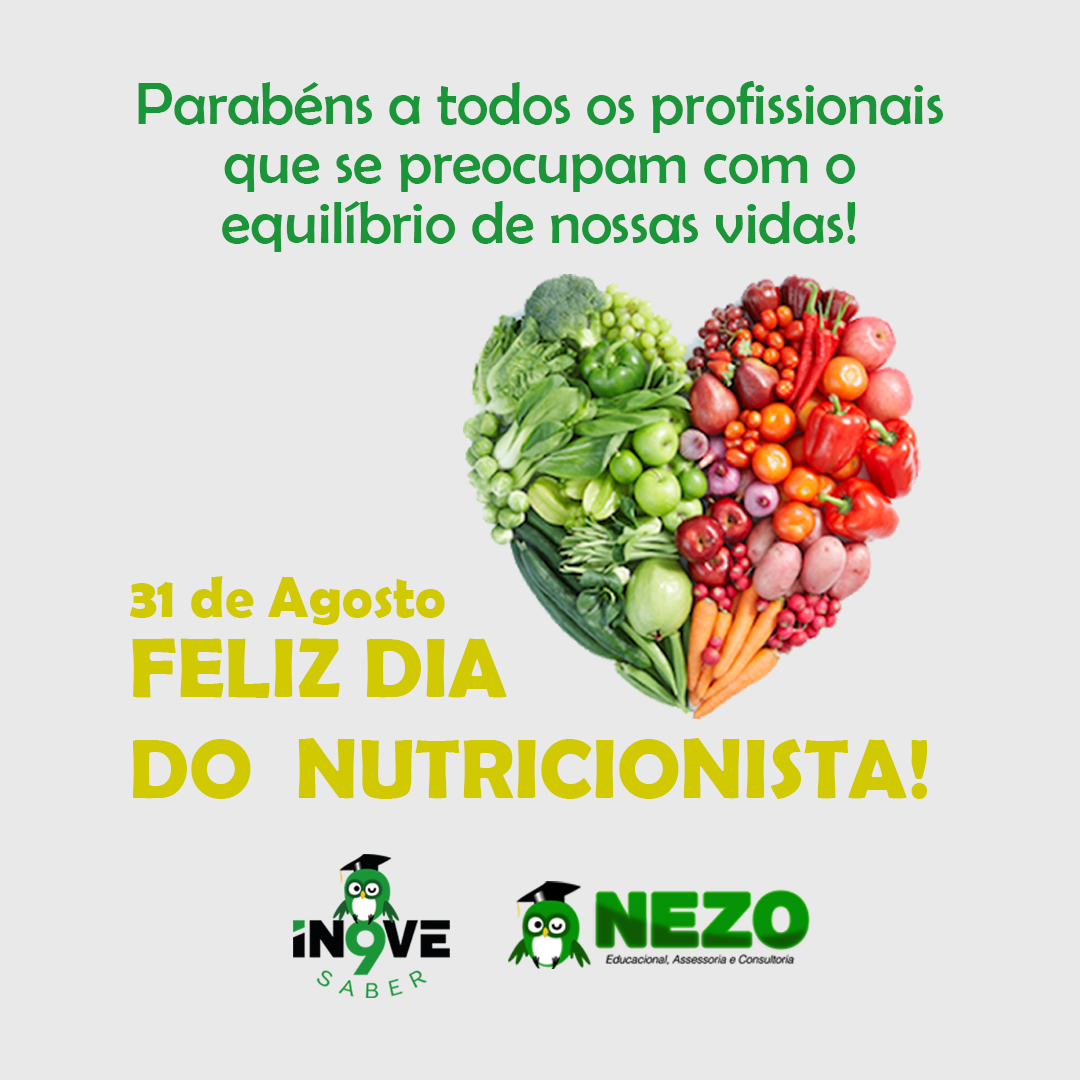 Parabéns a todos os profissionais
que se preocupam com o
equilíbrio de nossas vidas!
31 de Agosto
FELIZ DIA
DO NUTRICIONISTA!
iN9VE
SABER
NEZO
Educacional, Assessoria e Consultoria